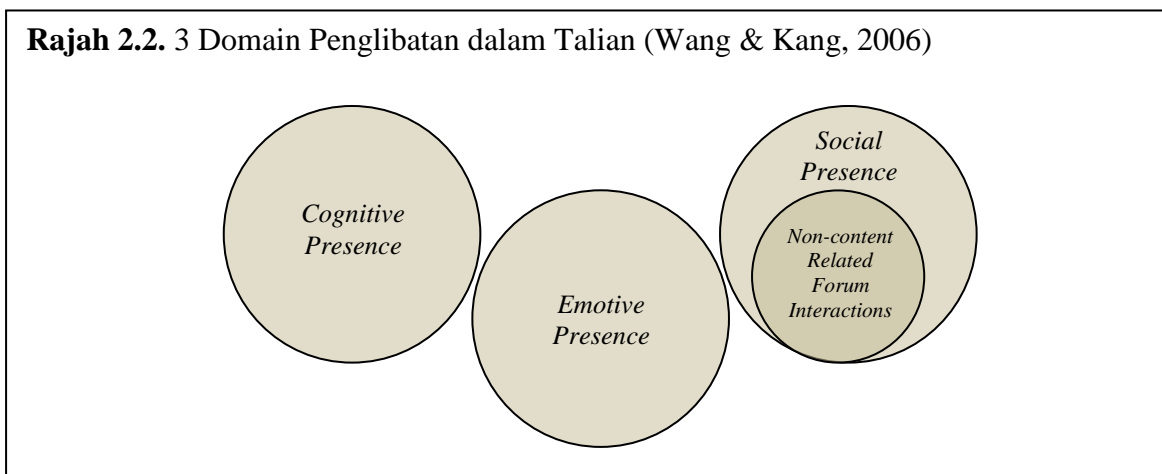 Rajah 2.2. 3 Domain Penglibatan dalam Talian (Wang & Kang, 2006)
Cognitive
Presence
Emotive
Presence
Social
Presence
Non-content
Related
Forum
Interactions